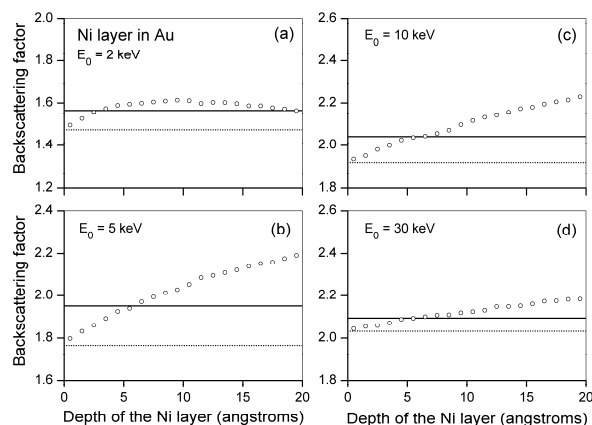 Ni layer in Au
E0 = 2 keV
(a)
2.0
1.8
1.6
1.4
1.2
Backscattering factor
E0 = 10 keV
(c)
2.4
2.2
2.0
1.8
E0 = 5 keV
(b)
2.4
2.2
2.0
1.8
1.6
0 5 10 15 20
Backscattering factor
Depth of the Ni layer (angstroms)
E0 = 30 keV
(d)
2.6
2.4
2.2
2.0
1.8
0 5 10 15 20
Depth of the Ni layer (angstroms)